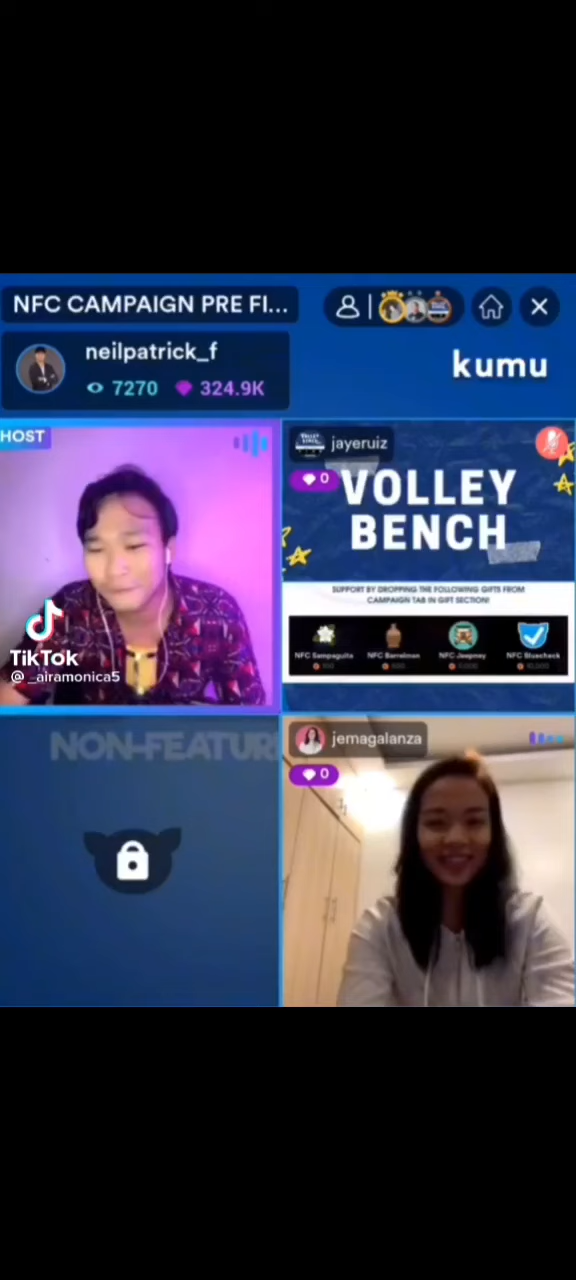 NFC CAMPAIGN PRE FI...
neilpatrick_f
7270
324.9K
kumu
HOST
jayeruiz
0
VOLLEY
BENCH
SUPPORT BY DROPPING THE FOLLOWING GIFTS FROM
CAMPAIGN TAB IN GIFT SECTION!
NFC Sampaguita
NFC Barrelman
NFC Jeepney
NFC Bluecheck
TikTok
@_airamonica5
NON-FEATUR
jemagalanza
0